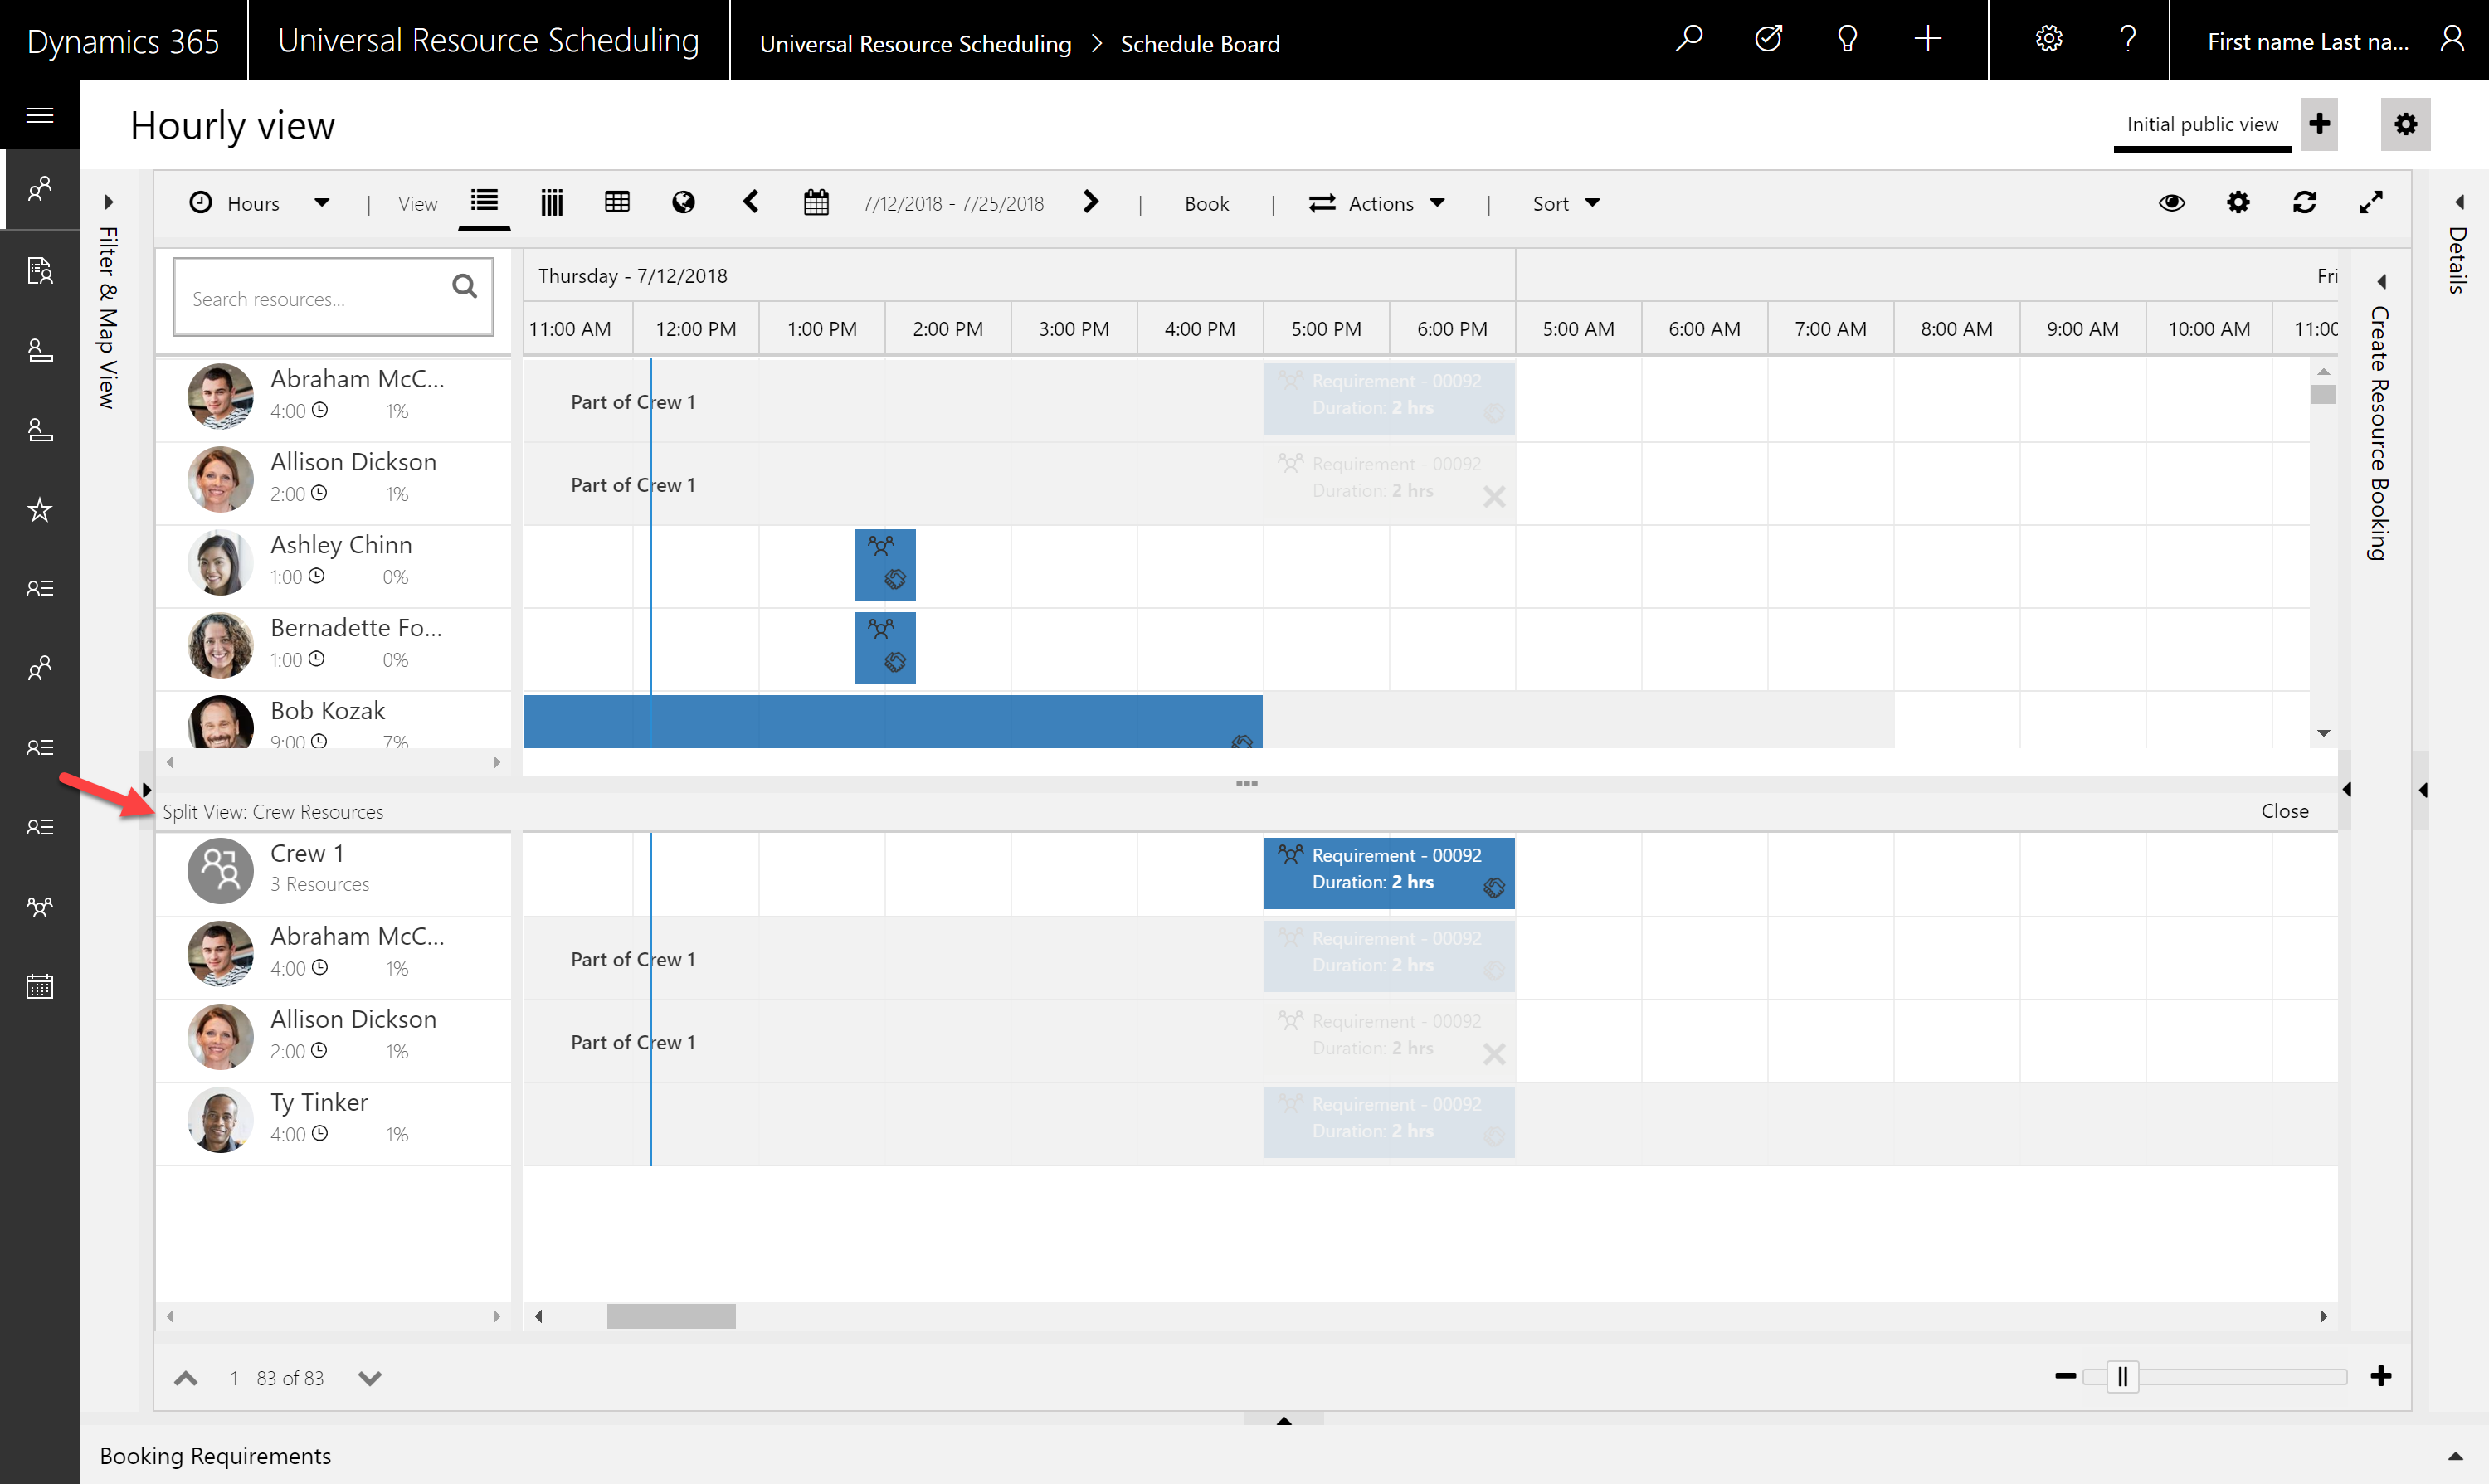 Dynamics 365
Universal Resource Scheduling
Universal Resource Scheduling > Schedule Board
First name Last na...
Hourly view
Initial public view
Filter & Map View
Hours
View
7/12/2018 - 7/25/2018
Book
Actions
Sort
Details
Create Resource Booking
Search resources...
Thursday - 7/12/2018
Fri
11:00 AM 12:00 PM 1:00 PM 2:00 PM 3:00 PM 4:00 PM 5:00 PM 6:00 PM 5:00 AM 6:00 AM 7:00 AM 8:00 AM 9:00 AM 10:00 AM 11:00
Abraham McC...
4:00 1%
Part of Crew 1
Requirement - 00092
Duration: 2 hrs
Allison Dickson
2:00 1%
Part of Crew 1
Requirement - 00092
Duration: 2 hrs
Ashley Chinn
1:00 0%
Bernadette Fo...
1:00 0%
Bob Kozak
9:00 7%
Split View: Crew Resources
Close
Crew 1
3 Resources
Requirement - 00092
Duration: 2 hrs
Abraham McC...
4:00 1%
Part of Crew 1
Requirement - 00092
Duration: 2 hrs
Allison Dickson
2:00 1%
Part of Crew 1
Requirement - 00092
Duration: 2 hrs
Ty Tinker
4:00 1%
Requirement - 00092
Duration: 2 hrs
1 - 83 of 83
Booking Requirements